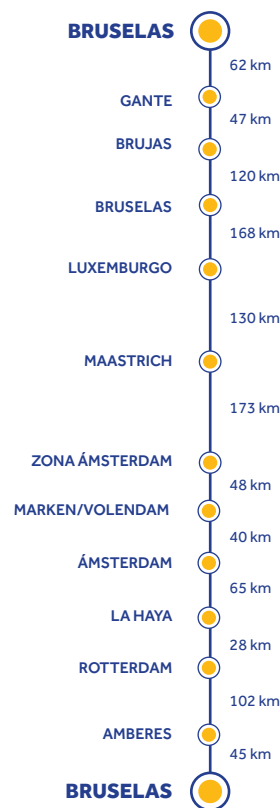 BRUSELAS
62 km
GANTE
47 km
BRUJAS
120 km
BRUSELAS
168 km
LUXEMBURGO
130 km
MAASTRICH
173 km
ZONA ÁMSTERDAM
48 km
MARKEN/VOLENDAM
40 km
ÁMSTERDAM
65 km
LA HAYA
28 km
ROTTERDAM
102 km
AMBERES
45 km
BRUSELAS